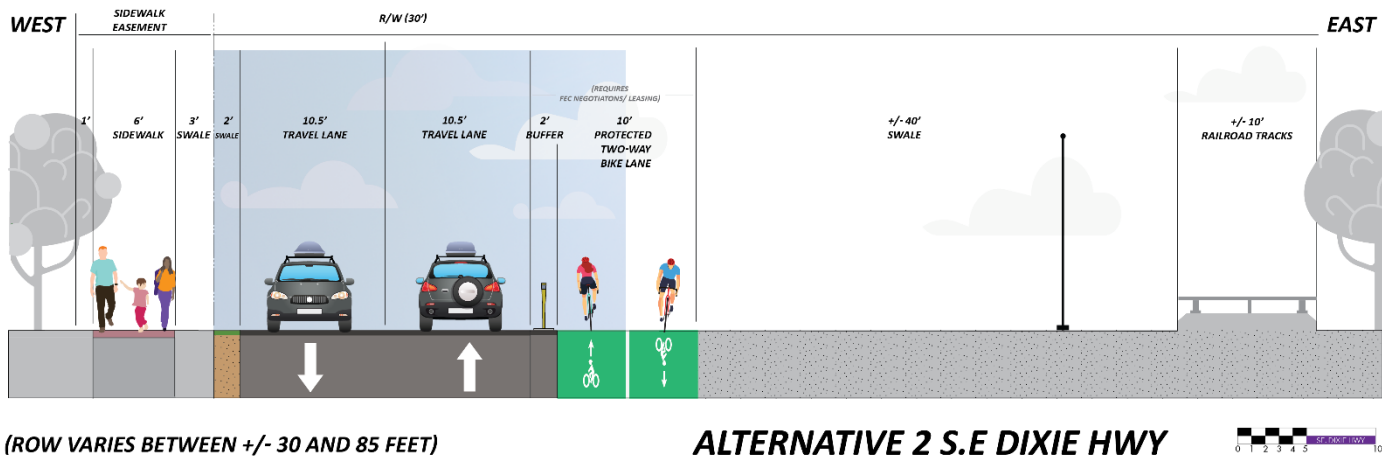 WEST
SIDEWALK
EASEMENT
R/W (30')
EAST
(REQUIRES
FEC NEGOTIATONS/ LEASING)
1'
6'
SIDEWALK
3'
SWALE
2'
SWALE
10.5'
TRAVEL LANE
10.5'
TRAVEL LANE
2'
BUFFER
10'
PROTECTED
TWO-WAY
BIKE LANE
+/- 40'
SWALE
+/- 10'
RAILROAD TRACKS
(ROW VARIES BETWEEN +/- 30 AND 85 FEET)
ALTERNATIVE 2 S.E DIXIE HWY
S.E. DIXIE HWY
0 1 2 3 4 5 10